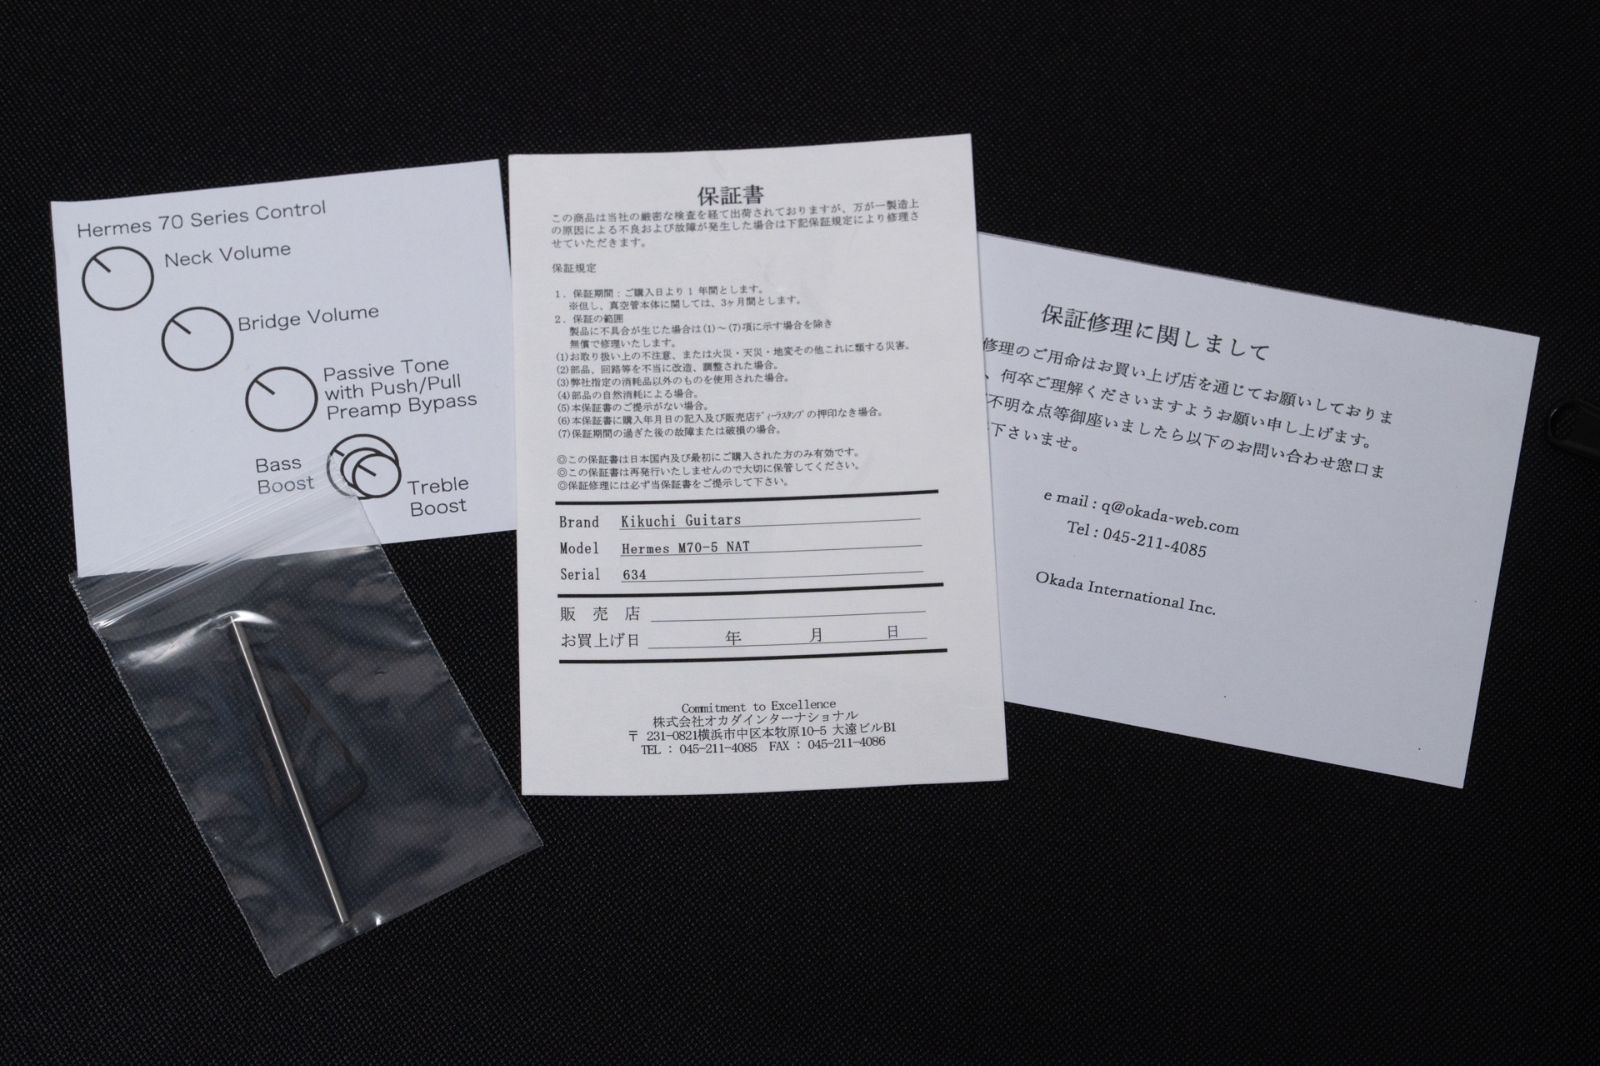 Hermes 70 Series Control
Neck Volume
Bridge Volume
Passive Tone
with Push/Pull
Preamp Bypass
Bass
Boost
Treble
Boost
保証書
この商品は当社の厳密な検査を経て出荷されておりますが、万が一製造上
の原因による不良および故障が発生した場合は下記保証規定により修理さ
せていただきます。
保証規定
1．保証期間：ご購入日より 1 年間とします。
※但し、真空管本体に関しては、3ヶ月間とします。
2．保証の範囲
製品に不具合が生じた場合は(1)～(7)項に示す場合を除き
無償で修理いたします。
(1)お取り扱い上の不注意、または火災・天災・地変その他これに類する災害。
(2)部品、回路等を不当に改造、調整された場合。
(3)弊社指定の消耗品以外のものを使用された場合。
(4)部品の自然消耗による場合。
(5)本保証書のご提示がない場合。
(6)本保証書に購入年月日の記入及び販売店ﾃﾞｨｰﾗｽﾀﾝﾌﾟの押印なき場合。
(7)保証期間の過ぎた後の故障または破損の場合。
◎この保証書は日本国内及び最初にご購入された方のみ有効です。
◎この保証書は再発行いたしませんので大切に保管してください。
◎保証修理には必ず当保証書をご提示して下さい。
Brand Kikuchi Guitars
Model Hermes M70-5 NAT
Serial 634
販 売 店
お買上げ日 年 月 日
Commitment to Excellence
株式会社オカダインターナショナル
〒 231-0821横浜市中区本牧原10-5 大遠ビルB1
TEL : 045-211-4085 FAX : 045-211-4086
保証修理に関しまして
修理のご用命はお買い上げ店を通じてお願いしておりま
、何卒ご理解くださいますようお願い申し上げます。
不明な点等御座いましたら以下のお問い合わせ窓口ま
下さいませ。
e mail : q@okada-web.com
Tel : 045-211-4085
Okada International Inc.